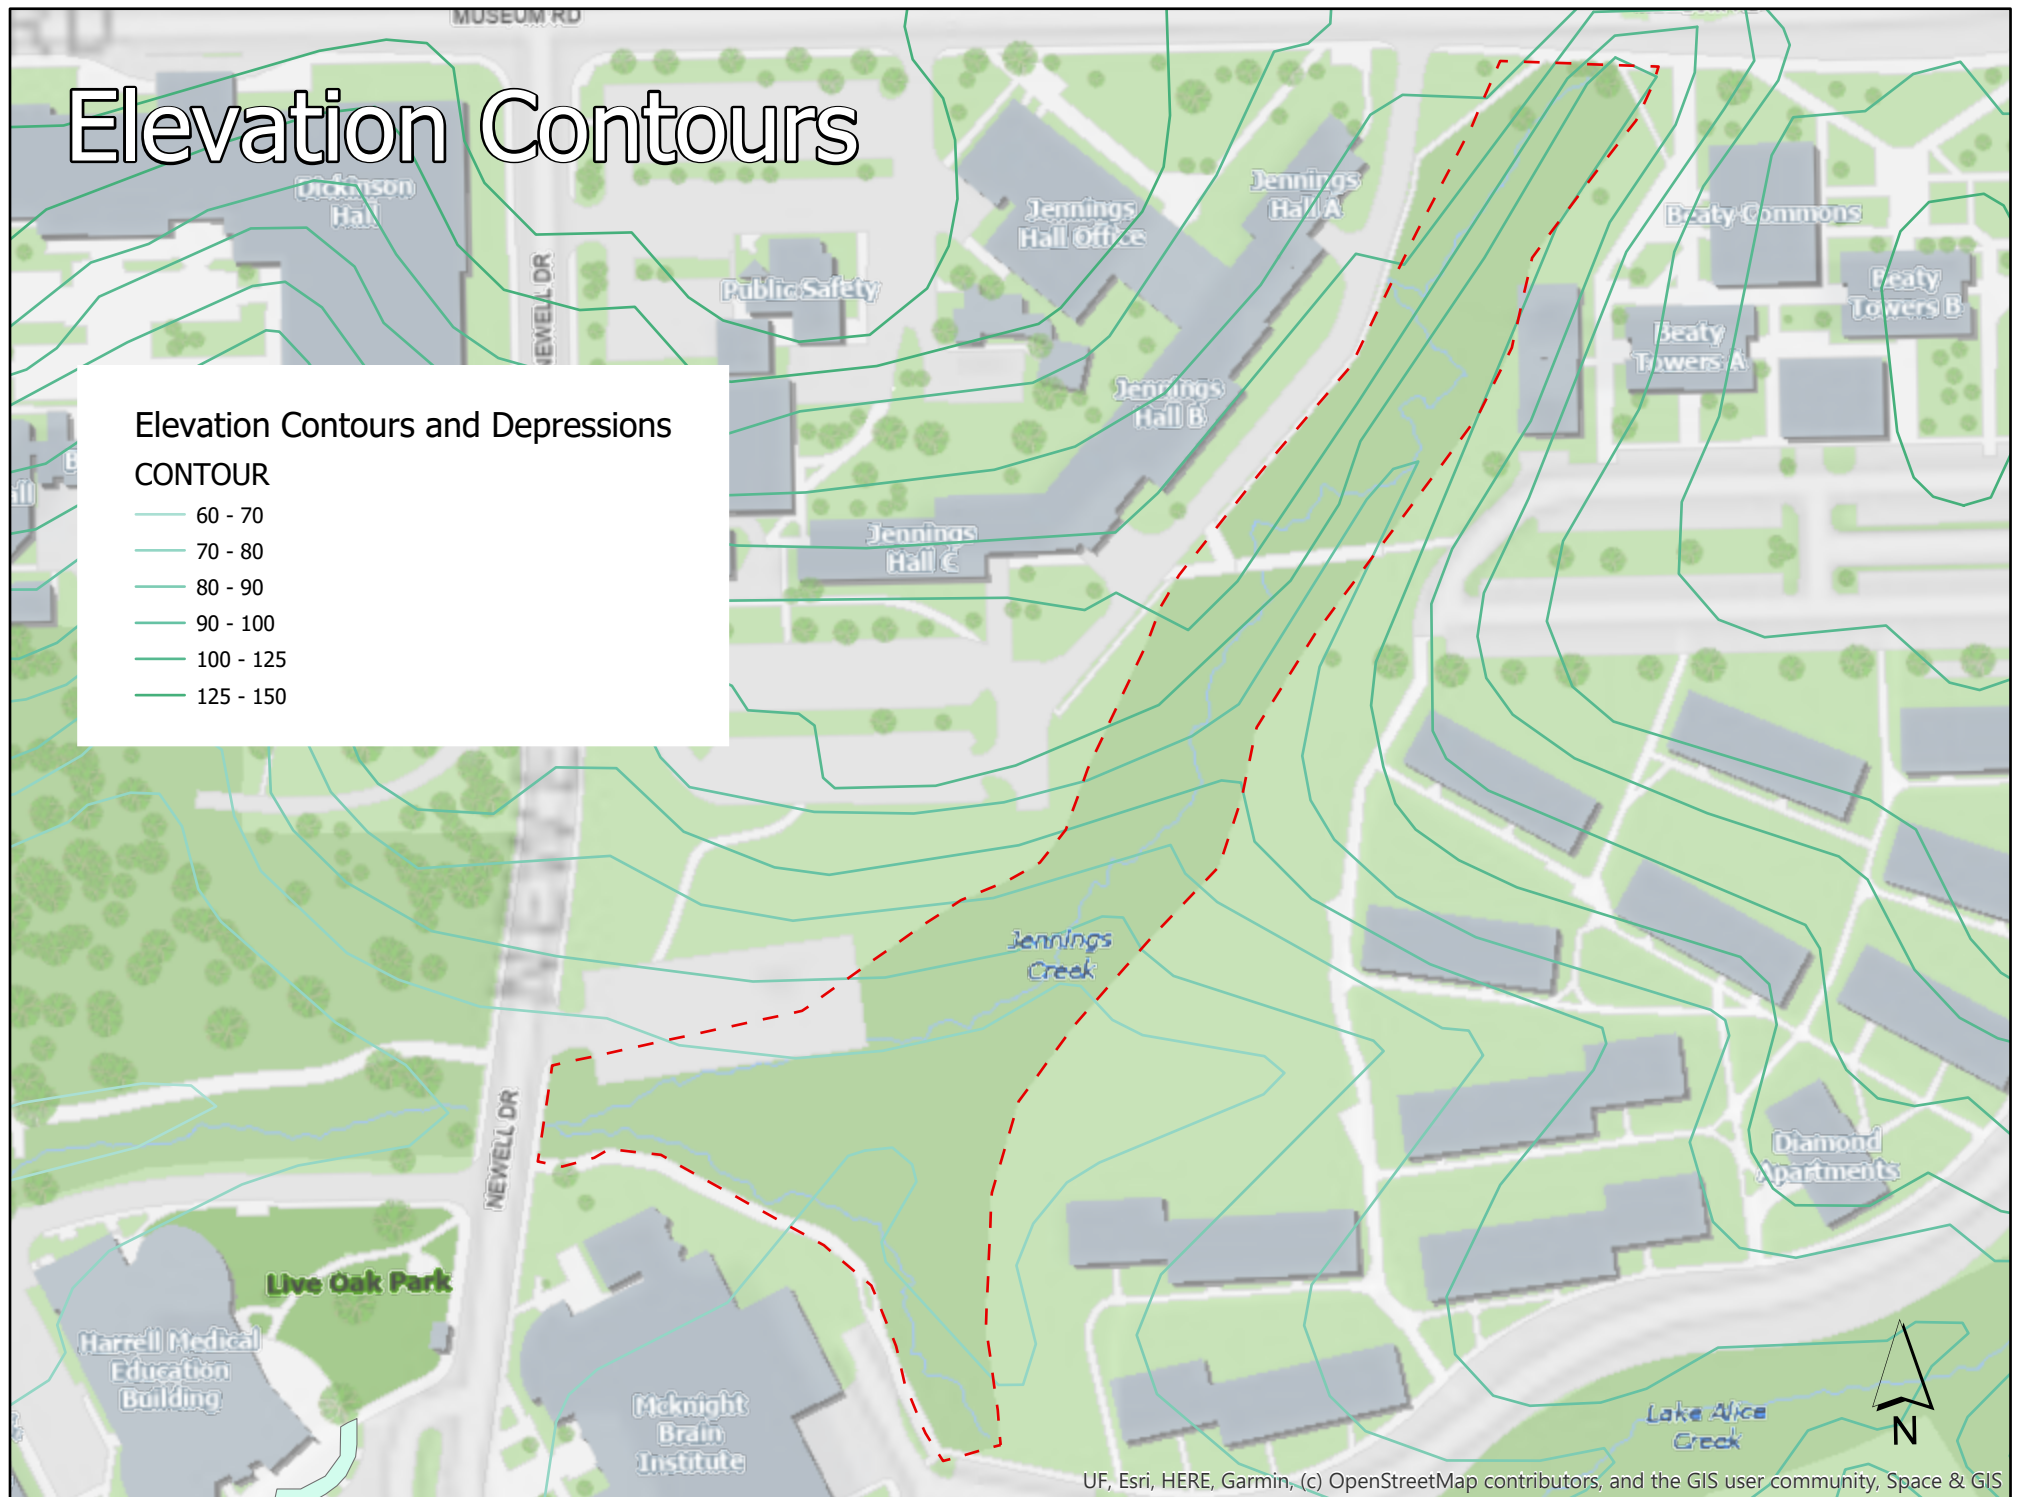 MUSEUM RD
Elevation Contours
Dickinson
Hall
Jennings
Hall A
Jennings
Hall Office
Beaty Commons
NEWELL DR
Public Safety
Beaty
Towers B
Beaty
Towers A
Jennings
Hall B
Elevation Contours and Depressions
CONTOUR
60 - 70
70 - 80
80 - 90
90 - 100
100 - 125
125 - 150
Jennings
Hall C
Jennings
Creek
NEWELL DR
Diamond
Apartments
Live Oak Park
Harrell Medical
Education
Building
Mcknight
Brain
Institute
Lake Alice
Creek
N
UF, Esri, HERE, Garmin, (c) OpenStreetMap contributors, and the GIS user community, Space & GIS